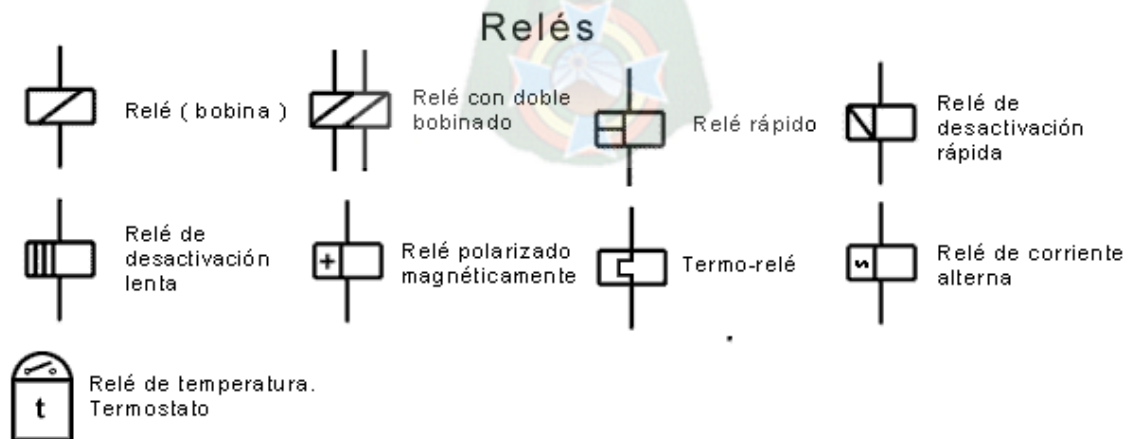 Relés
Relé ( bobina )
Relé con doble
bobinado
Relé rápido
Relé de
desactivación
rápida
Relé de
desactivación
lenta
+
Relé polarizado
magnéticamente
Termo-relé
Relé de corriente
alterna
t
Relé de temperatura.
Termostato